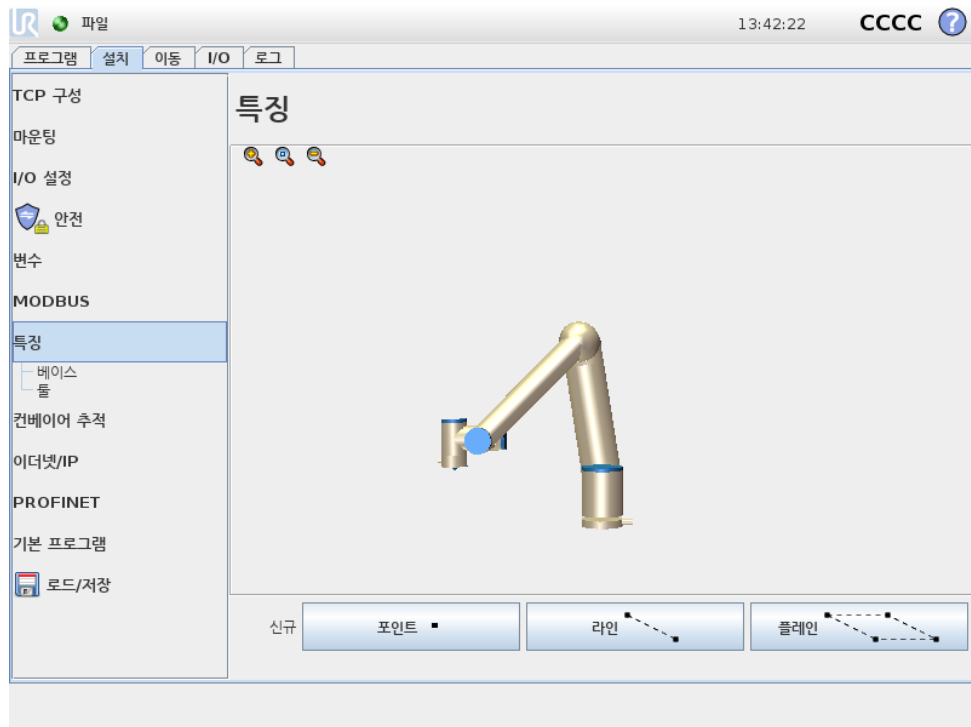 UR 파일 13:42:22 CCCC ?
프로그램 설치 이동 I/O 로그
TCP 구성
마운팅
I/O 설정
안전
변수
MODBUS
특징
베이스
툴
컨베이어 추적
이더넷/IP
PROFINET
기본 프로그램
로드/저장
특징
신규 포인트 라인 플레인